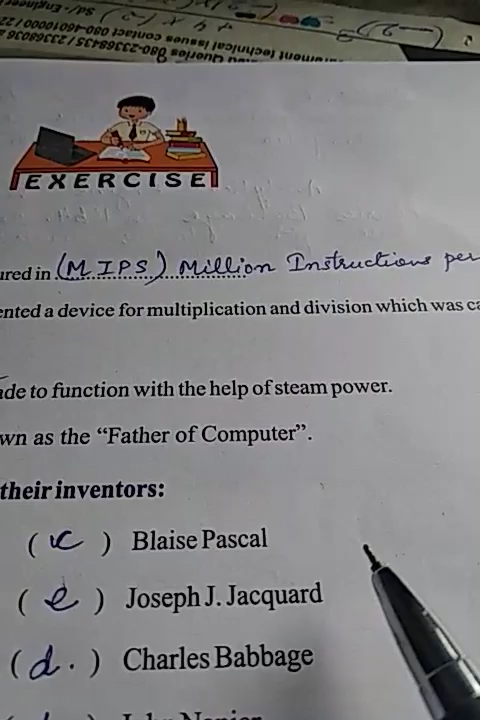 EXERCISE
ured in (M.I.P.S) Million Instructions per
ented a device for multiplication and division which was ca
ade to function with the help of steam power.
wn as the “Father of Computer”.
their inventors:
( c ) Blaise Pascal
( e ) Joseph J. Jacquard
( d. ) Charles Babbage
John Napier